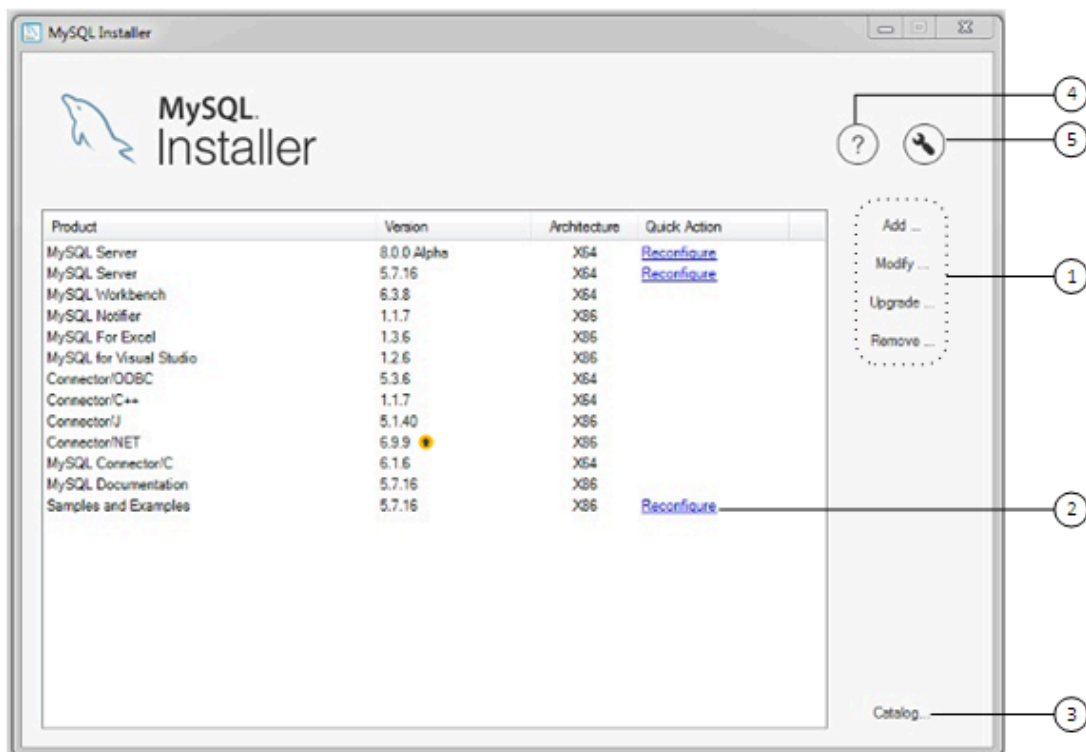 MySQL Installer
MySQL.
Installer
4
?
5
Product Version Architecture Quick Action
MySQL Server 8.0.0 Alpha X64 Reconfigure
MySQL Server 5.7.16 X64 Reconfigure
MySQL Workbench 6.3.8 X64
MySQL Notifier 1.1.7 X86
MySQL For Excel 1.3.6 X86
MySQL for Visual Studio 1.2.6 X86
Connector/ODBC 5.3.6 X64
Connector/C++ 1.1.7 X64
Connector/J 5.1.40 X86
Connector/NET 6.9.9 X86
MySQL Connector/C 6.1.6 X64
MySQL Documentation 5.7.16 X86
Samples and Examples 5.7.16 X86 Reconfigure
Add ...
Modify ...
Upgrade ...
Remove ...
1
2
Catalog...
3